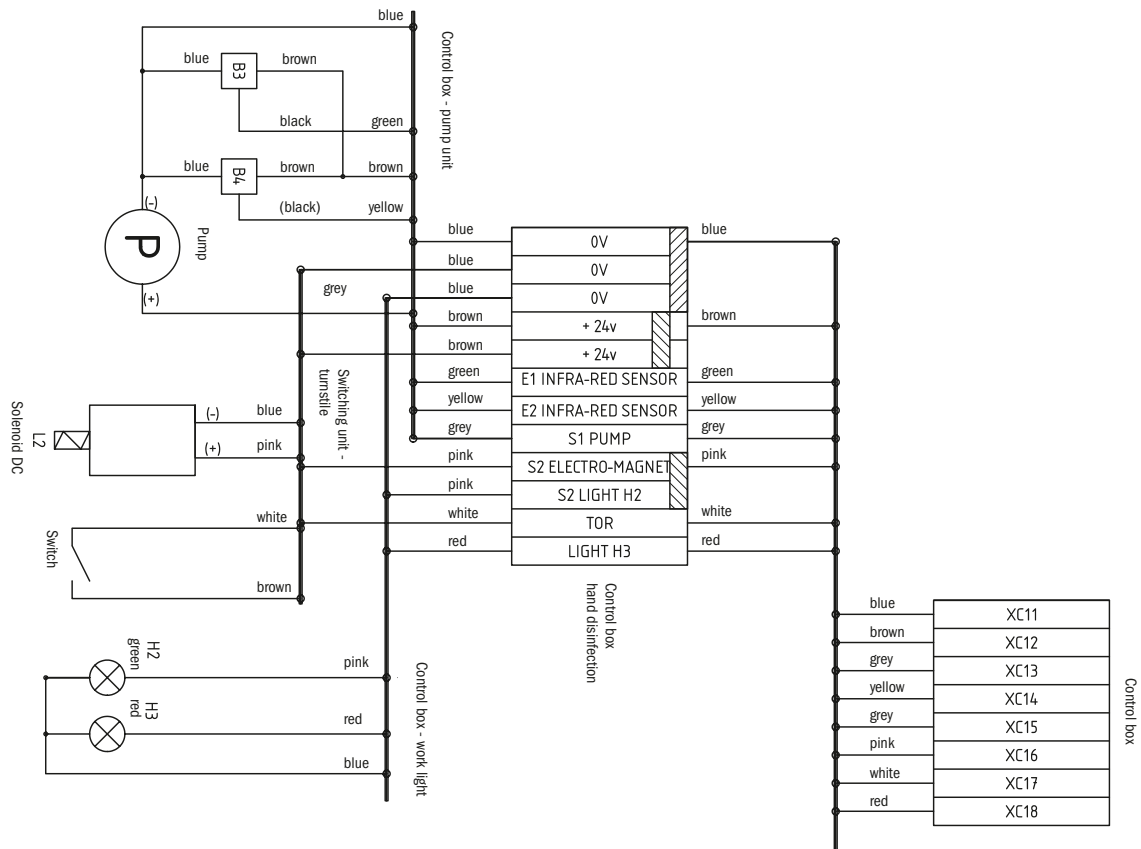 blue
Control box - pump unit
blue
B3
brown
black
green
blue
B4
brown
brown
(black)
yellow
(-)
P
Pump
(+)
grey
blue
0V
blue
blue
0V
blue
0V
brown
+ 24v
brown
brown
+ 24v
green
E1 INFRA-RED SENSOR
green
yellow
E2 INFRA-RED SENSOR
yellow
grey
S1 PUMP
grey
pink
S2 ELECTRO-MAGNET
pink
pink
S2 LIGHT H2
white
TOR
white
red
LIGHT H3
red
Control box
hand disinfection
Switching unit -
turnstile
Solenoid DC
L2
(-)
blue
(+)
pink
white
Switch
brown
H2
green
pink
H3
red
red
blue
Control box - work light
Control box
blue
XC11
brown
XC12
grey
XC13
yellow
XC14
grey
XC15
pink
XC16
white
XC17
red
XC18